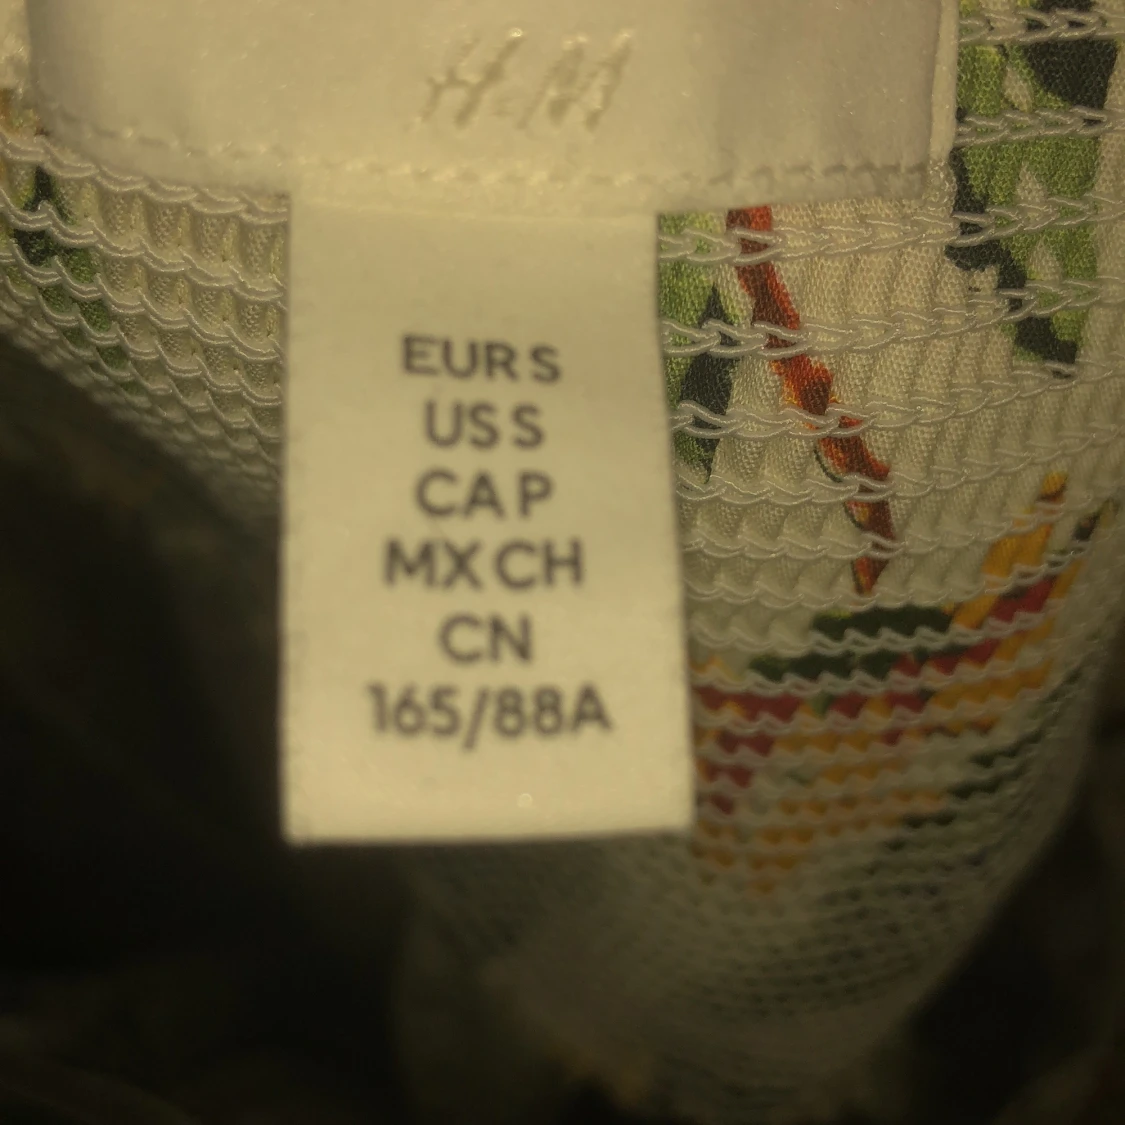 H&M
EUR S
US S
CA P
MX CH
CN
165/88A